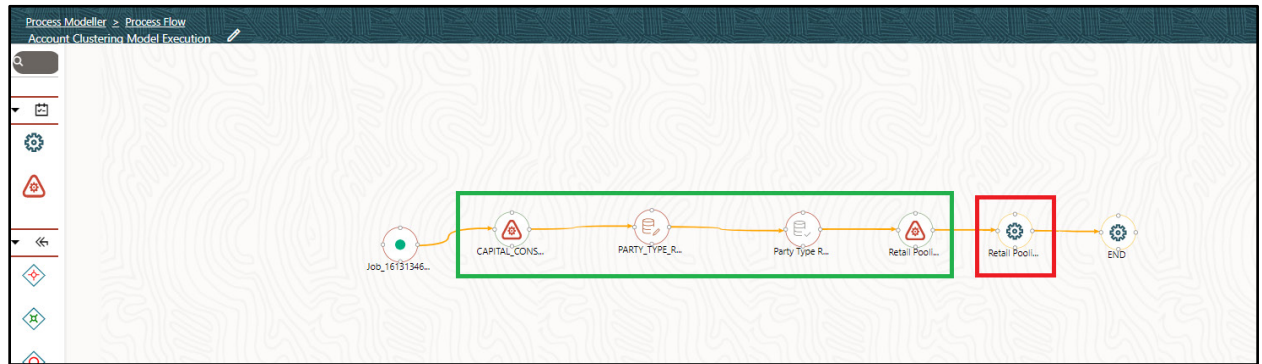 Process Modeller > Process Flow
Account Clustering Model Execution
Job_16131346...
CAPITAL_CONS...
PARTY_TYPE_R...
Party Type R...
Retail Pooli...
Retail Pooli...
END